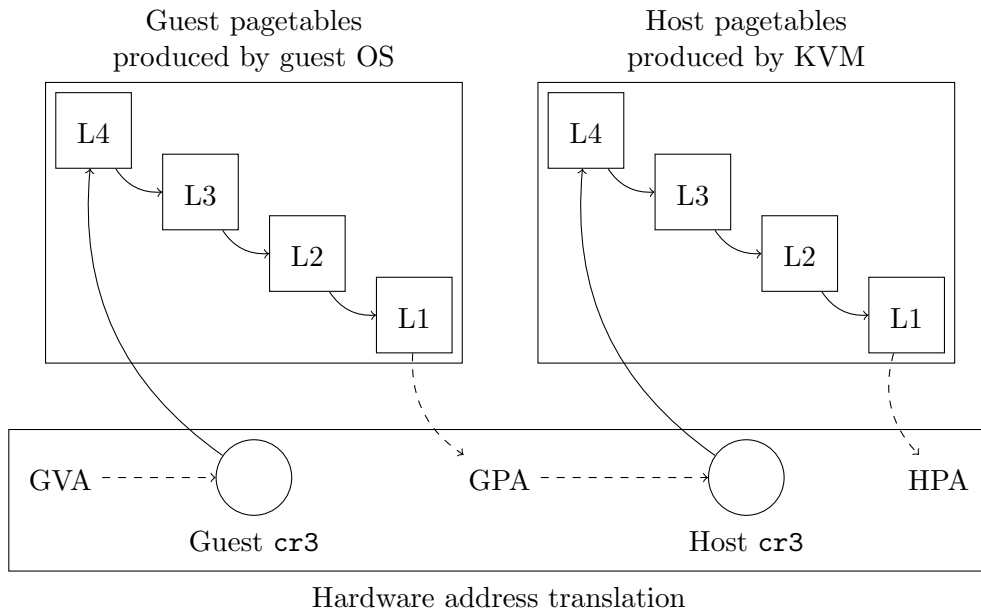 Guest pagetables
produced by guest OS
Host pagetables
produced by KVM
L4
L3
L2
L1
L4
L3
L2
L1
GVA
GPA
HPA
Guest cr3
Host cr3
Hardware address translation